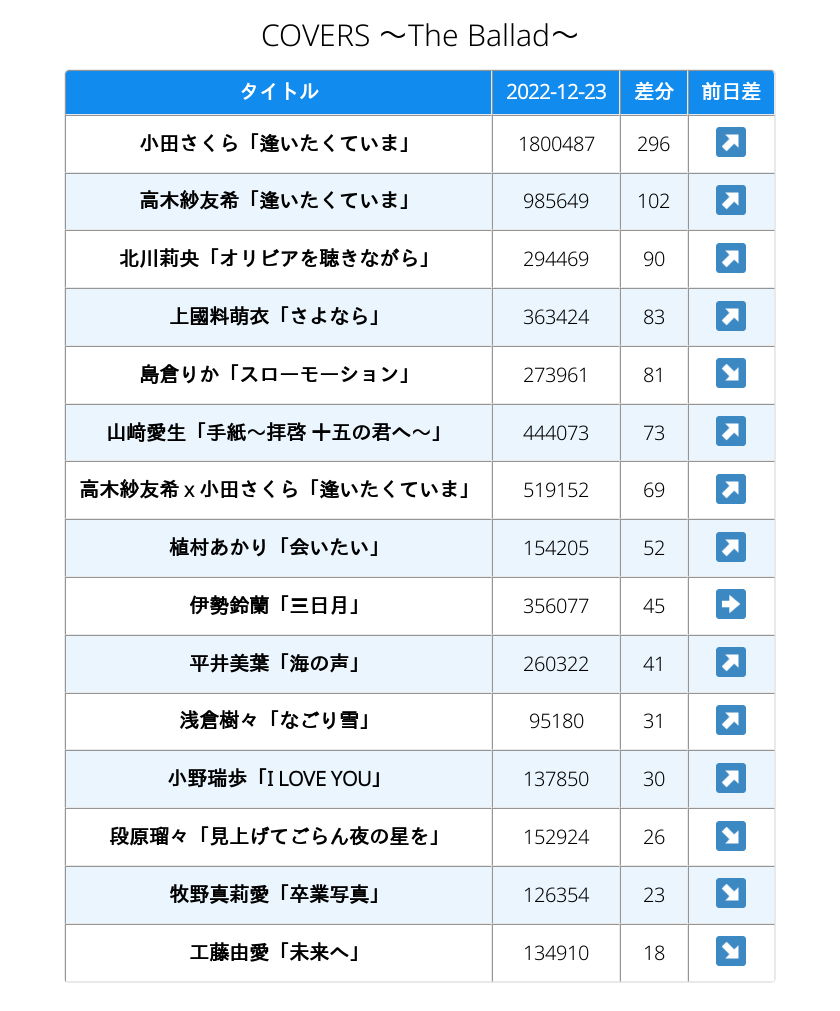 COVERS ～The Ballad～
タイトル 2022-12-23 差分 前日差
小田さくら「逢いたくていま」 1800487 296 ↗
高木紗友希「逢いたくていま」 985649 102 ↗
北川莉央「オリビアを聴きながら」 294469 90 ↗
上國料萌衣「さよなら」 363424 83 ↗
島倉りか「スローモーション」 273961 81 ↘
山﨑愛生「手紙～拝啓 十五の君へ～」 444073 73 ↗
高木紗友希 x 小田さくら「逢いたくていま」 519152 69 ↗
植村あかり「会いたい」 154205 52 ↗
伊勢鈴蘭「三日月」 356077 45 ➡
平井美葉「海の声」 260322 41 ↗
浅倉樹々「なごり雪」 95180 31 ↗
小野瑞歩「I LOVE YOU」 137850 30 ↗
段原瑠々「見上げてごらん夜の星を」 152924 26 ↘
牧野真莉愛「卒業写真」 126354 23 ↘
工藤由愛「未来へ」 134910 18 ↘